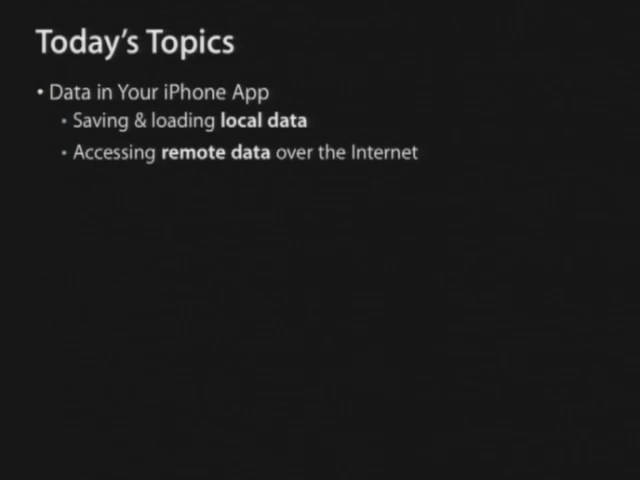 Today's Topics
• Data in Your iPhone App
• Saving & loading local data
• Accessing remote data over the Internet